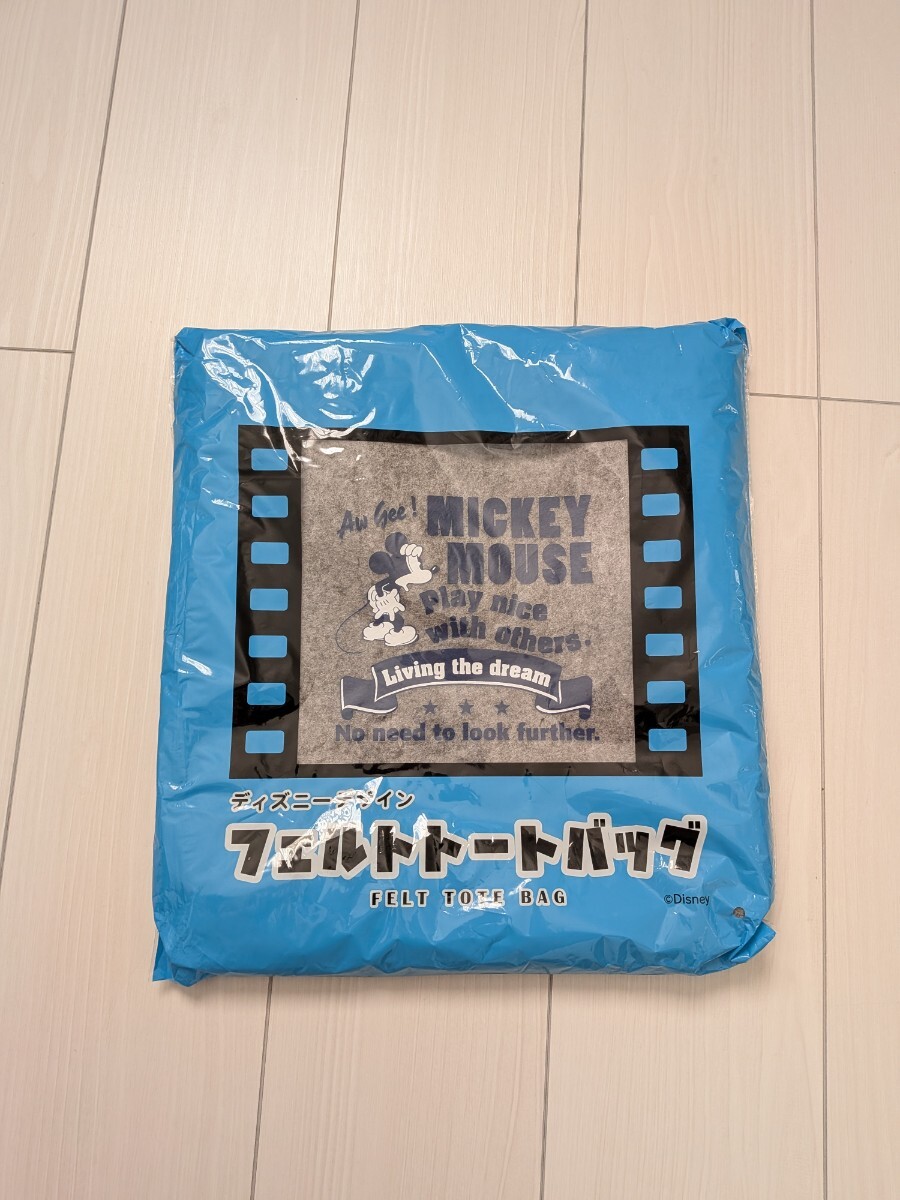 Aw Gee!
MICKEY
MOUSE
Play nice
with others.
Living the dream
No need to look further.
ディズニーデザイン
フェルトトートバッグ
FELT TOTE BAG
©Disney